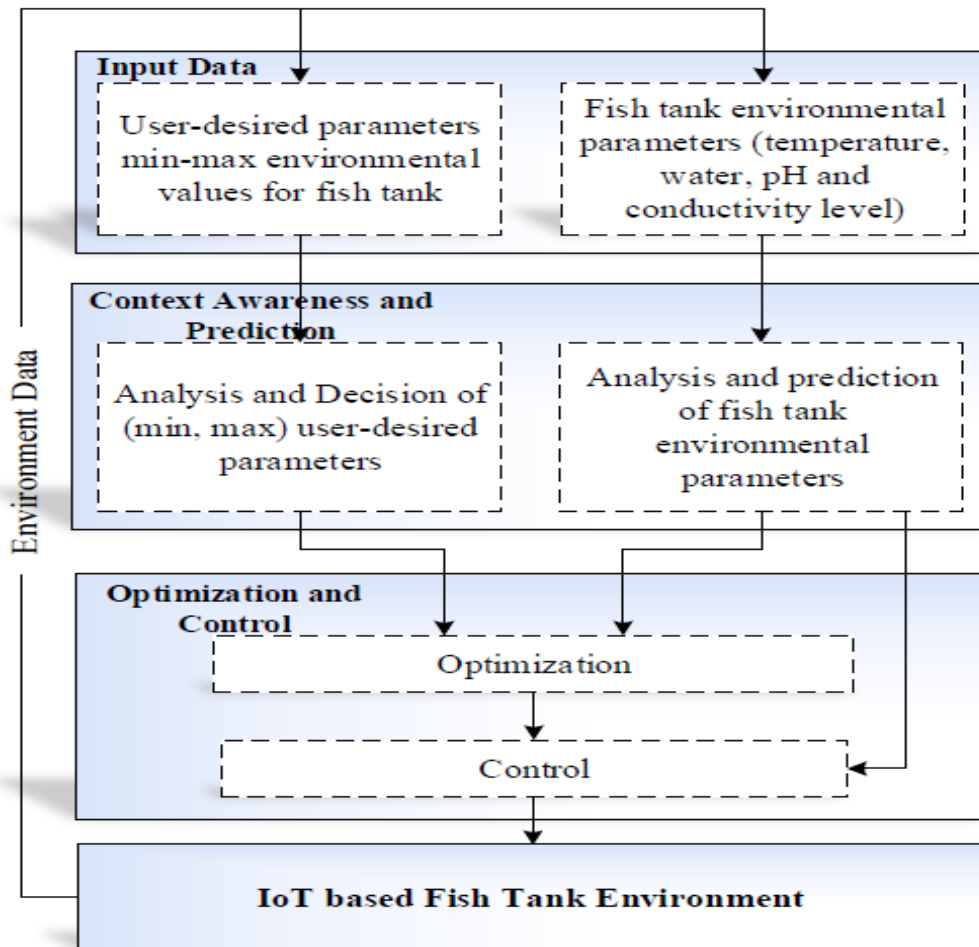 Input Data
User-desired parameters
min-max environmental
values for fish tank
Fish tank environmental
parameters (temperature,
water, pH and
conductivity level)
Context Awareness and
Prediction
Analysis and Decision of
(min, max) user-desired
parameters
Analysis and prediction
of fish tank
environmental
parameters
Environment Data
Optimization and
Control
Optimization
Control
IoT based Fish Tank Environment